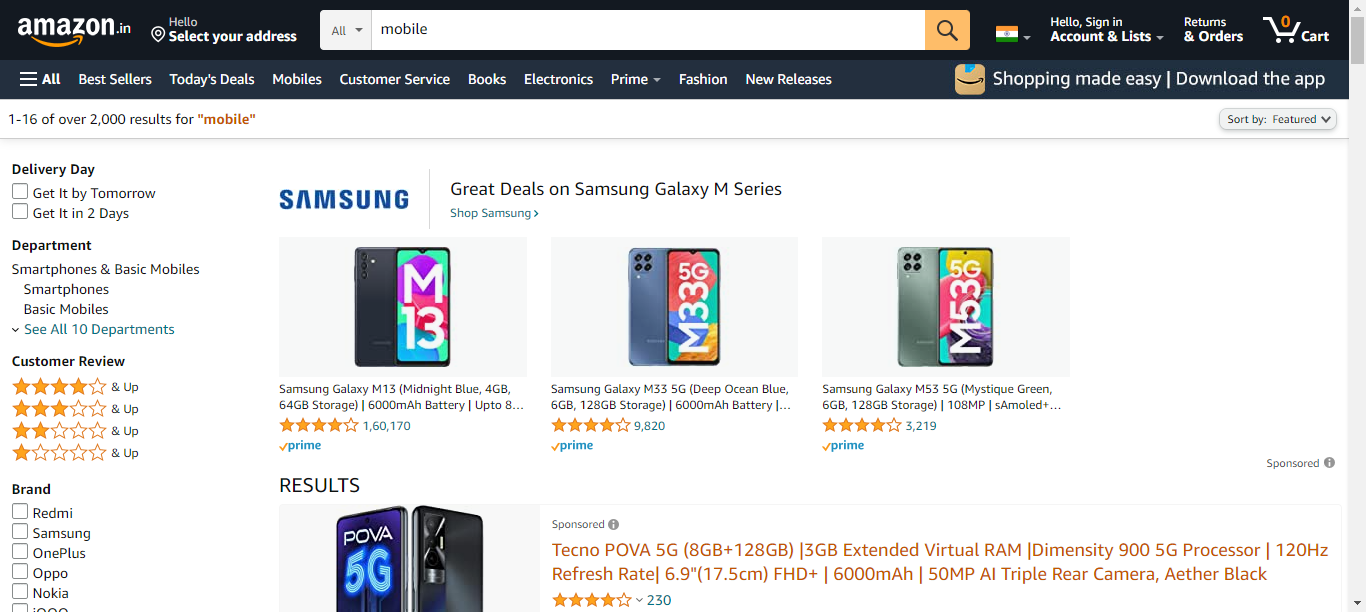 amazon.in
Hello
Select your address
All
mobile
Hello, Sign in
Account & Lists
Returns
& Orders
0
Cart
All
Best Sellers
Today's Deals
Mobiles
Customer Service
Books
Electronics
Prime
Fashion
New Releases
Shopping made easy | Download the app
1-16 of over 2,000 results for "mobile"
Sort by: Featured
Delivery Day
Get It by Tomorrow
Get It in 2 Days
Department
Smartphones & Basic Mobiles
Smartphones
Basic Mobiles
See All 10 Departments
Customer Review
& Up
& Up
& Up
& Up
Brand
Redmi
Samsung
OnePlus
Oppo
Nokia
iQOO
SAMSUNG
Great Deals on Samsung Galaxy M Series
Shop Samsung
M
13
Samsung Galaxy M13 (Midnight Blue, 4GB,
64GB Storage) | 6000mAh Battery | Upto 8...
1,60,170
prime
M33 5G
Samsung Galaxy M33 5G (Deep Ocean Blue,
6GB, 128GB Storage) | 6000mAh Battery |...
9,820
prime
M53 5G
Samsung Galaxy M53 5G (Mystique Green,
6GB, 128GB Storage) | 108MP | sAmoled+...
3,219
prime
Sponsored
RESULTS
POVA
5G
Sponsored
Tecno POVA 5G (8GB+128GB) |3GB Extended Virtual RAM |Dimensity 900 5G Processor | 120Hz
Refresh Rate| 6.9"(17.5cm) FHD+ | 6000mAh | 50MP AI Triple Rear Camera, Aether Black
230